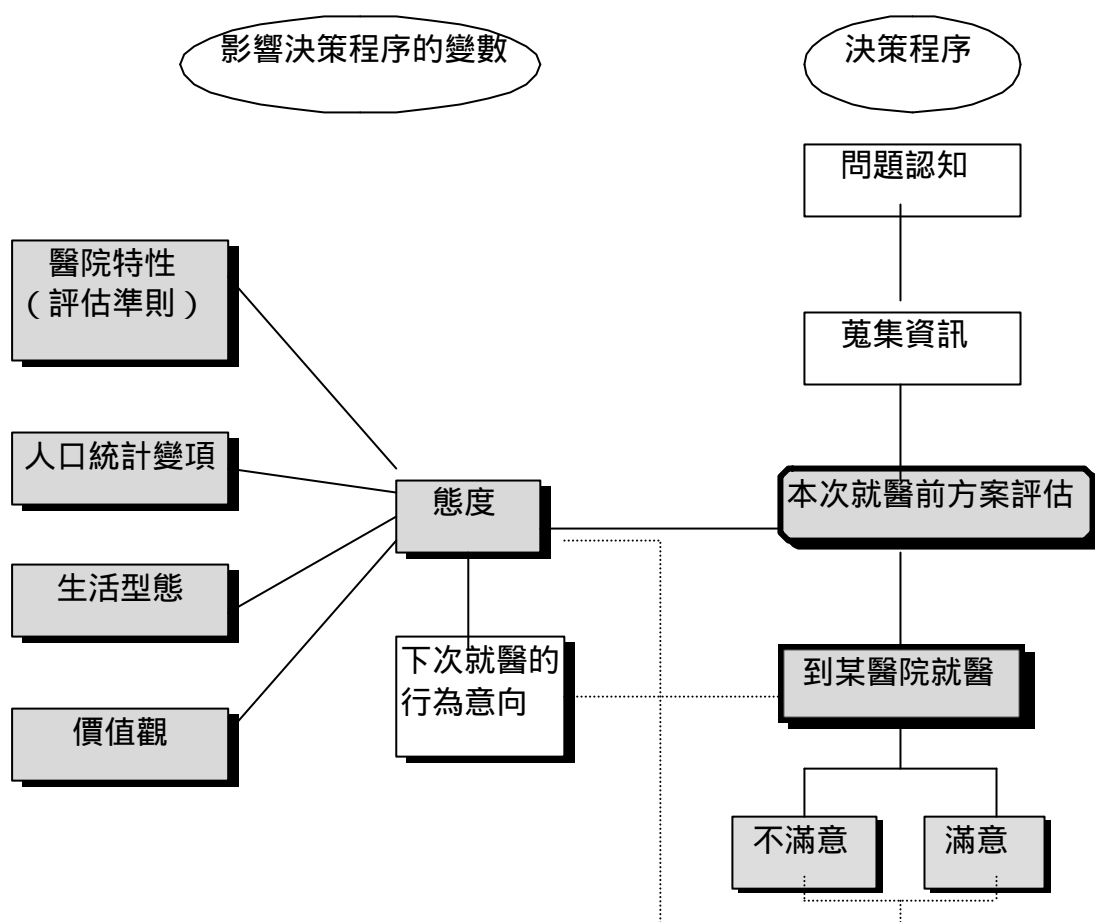 影響決策程序的變數
決策程序
問題認知
醫院特性
（評估準則）
蒐集資訊
人口統計變項
態度
本次就醫前方案評估
生活型態
下次就醫的
行為意向
到某醫院就醫
價值觀
不滿意
滿意